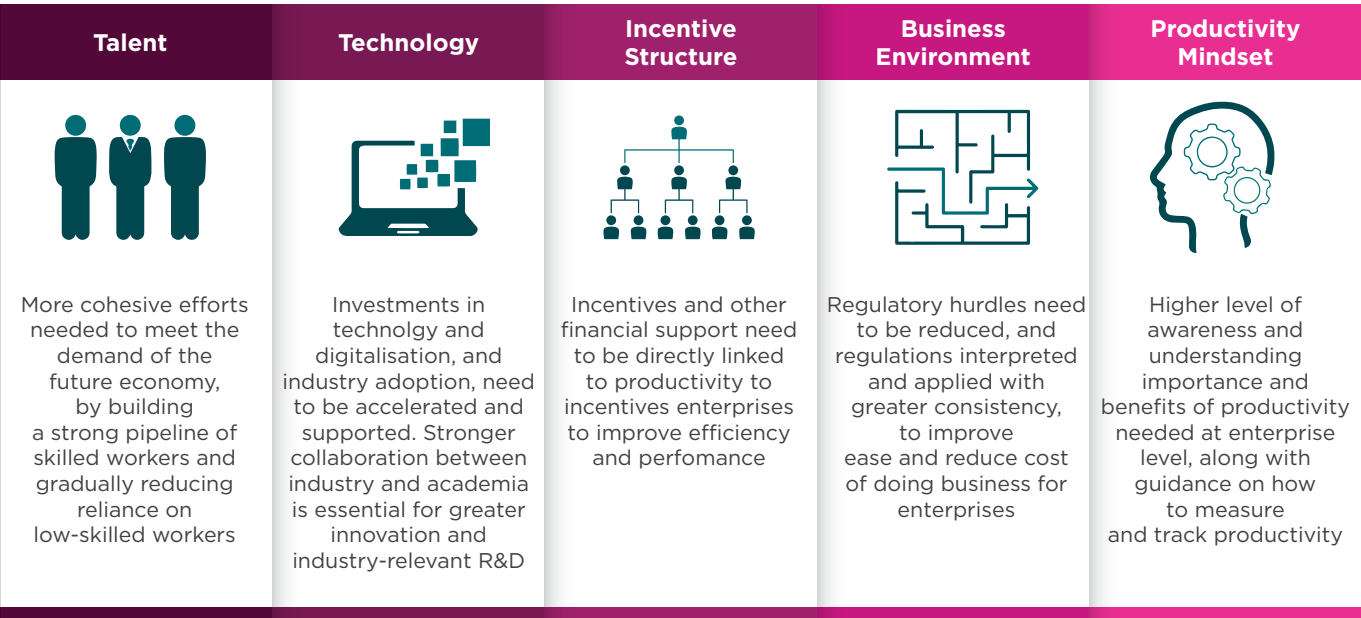 Talent
More cohesive efforts
needed to meet the
demand of the
future economy,
by building
a strong pipeline of
skilled workers and
gradually reducing
reliance on
low-skilled workers
Technology
Investments in
technolgy and
digitalisation, and
industry adoption, need
to be accelerated and
supported. Stronger
collaboration between
industry and academia
is essential for greater
innovation and
industry-relevant R&D
Incentive
Structure
Incentives and other
financial support need
to be directly linked
to productivity to
incentives enterprises
to improve efficiency
and perfomance
Business
Environment
Regulatory hurdles need
to be reduced, and
regulations interpreted
and applied with
greater consistency,
to improve
ease and reduce cost
of doing business for
enterprises
Productivity
Mindset
Higher level of
awareness and
understanding
importance and
benefits of productivity
needed at enterprise
level, along with
guidance on how
to measure
and track productivity